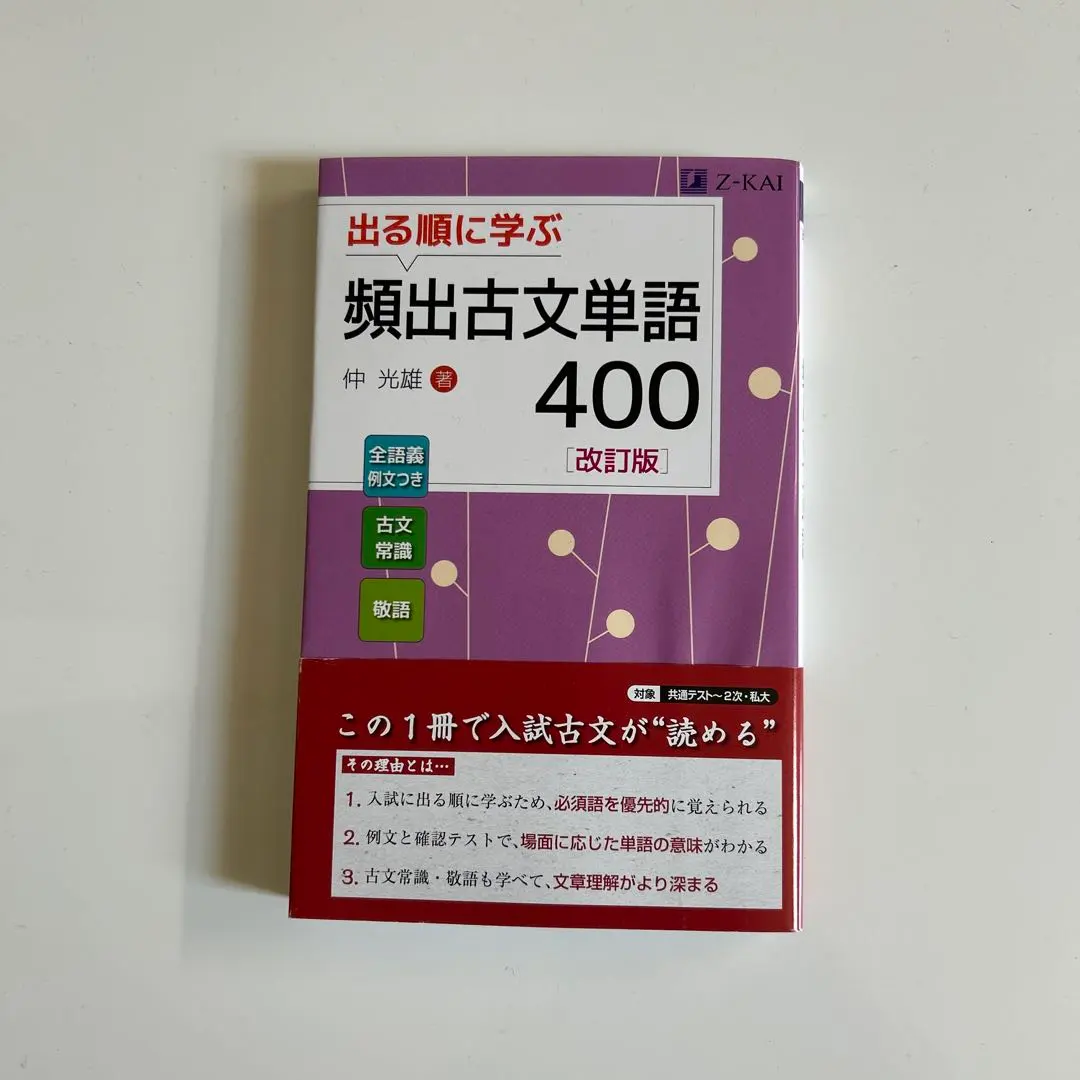 Z-KAI
出る順に学ぶ
頻出古文単語
400
仲 光雄 著
[改訂版]
全語義
例文つき
古文
常識
敬語
対象 共通テスト~2次・私大
この1冊で入試古文が“読める”
その理由とは…
1. 入試に出る順に学ぶため、必須語を優先的に覚えられる
2. 例文と確認テストで、場面に応じた単語の意味がわかる
3. 古文常識・敬語も学べて、文章理解がより深まる